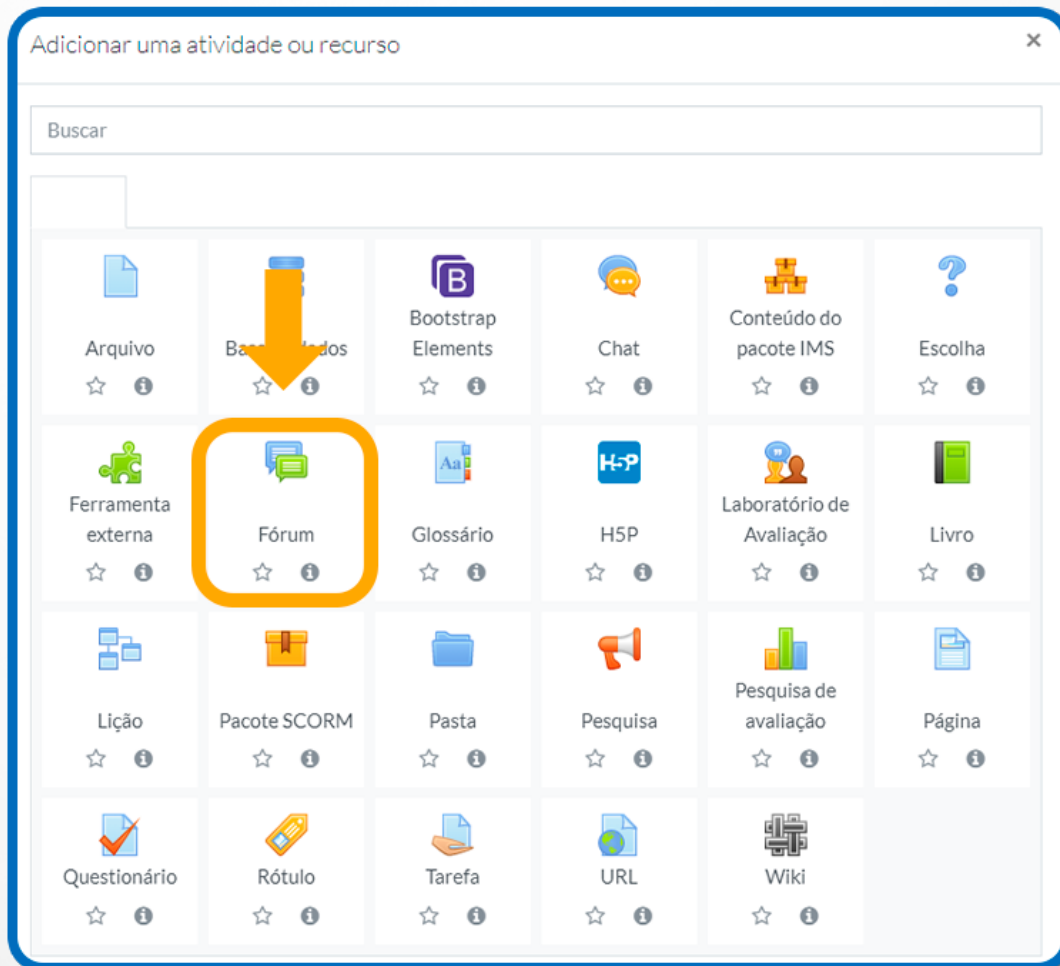 Adicionar uma atividade ou recurso
×
Buscar
Arquivo
Bootstrap
Elements
Chat
Conteúdo do
pacote IMS
Escolha
Ferramenta
externa
Fórum
Aa
Glossário
H5P
H5P
Laboratório de
Avaliação
Livro
Lição
Pacote SCORM
Pasta
Pesquisa
Pesquisa de
avaliação
Página
Questionário
Rótulo
Tarefa
URL
Wiki